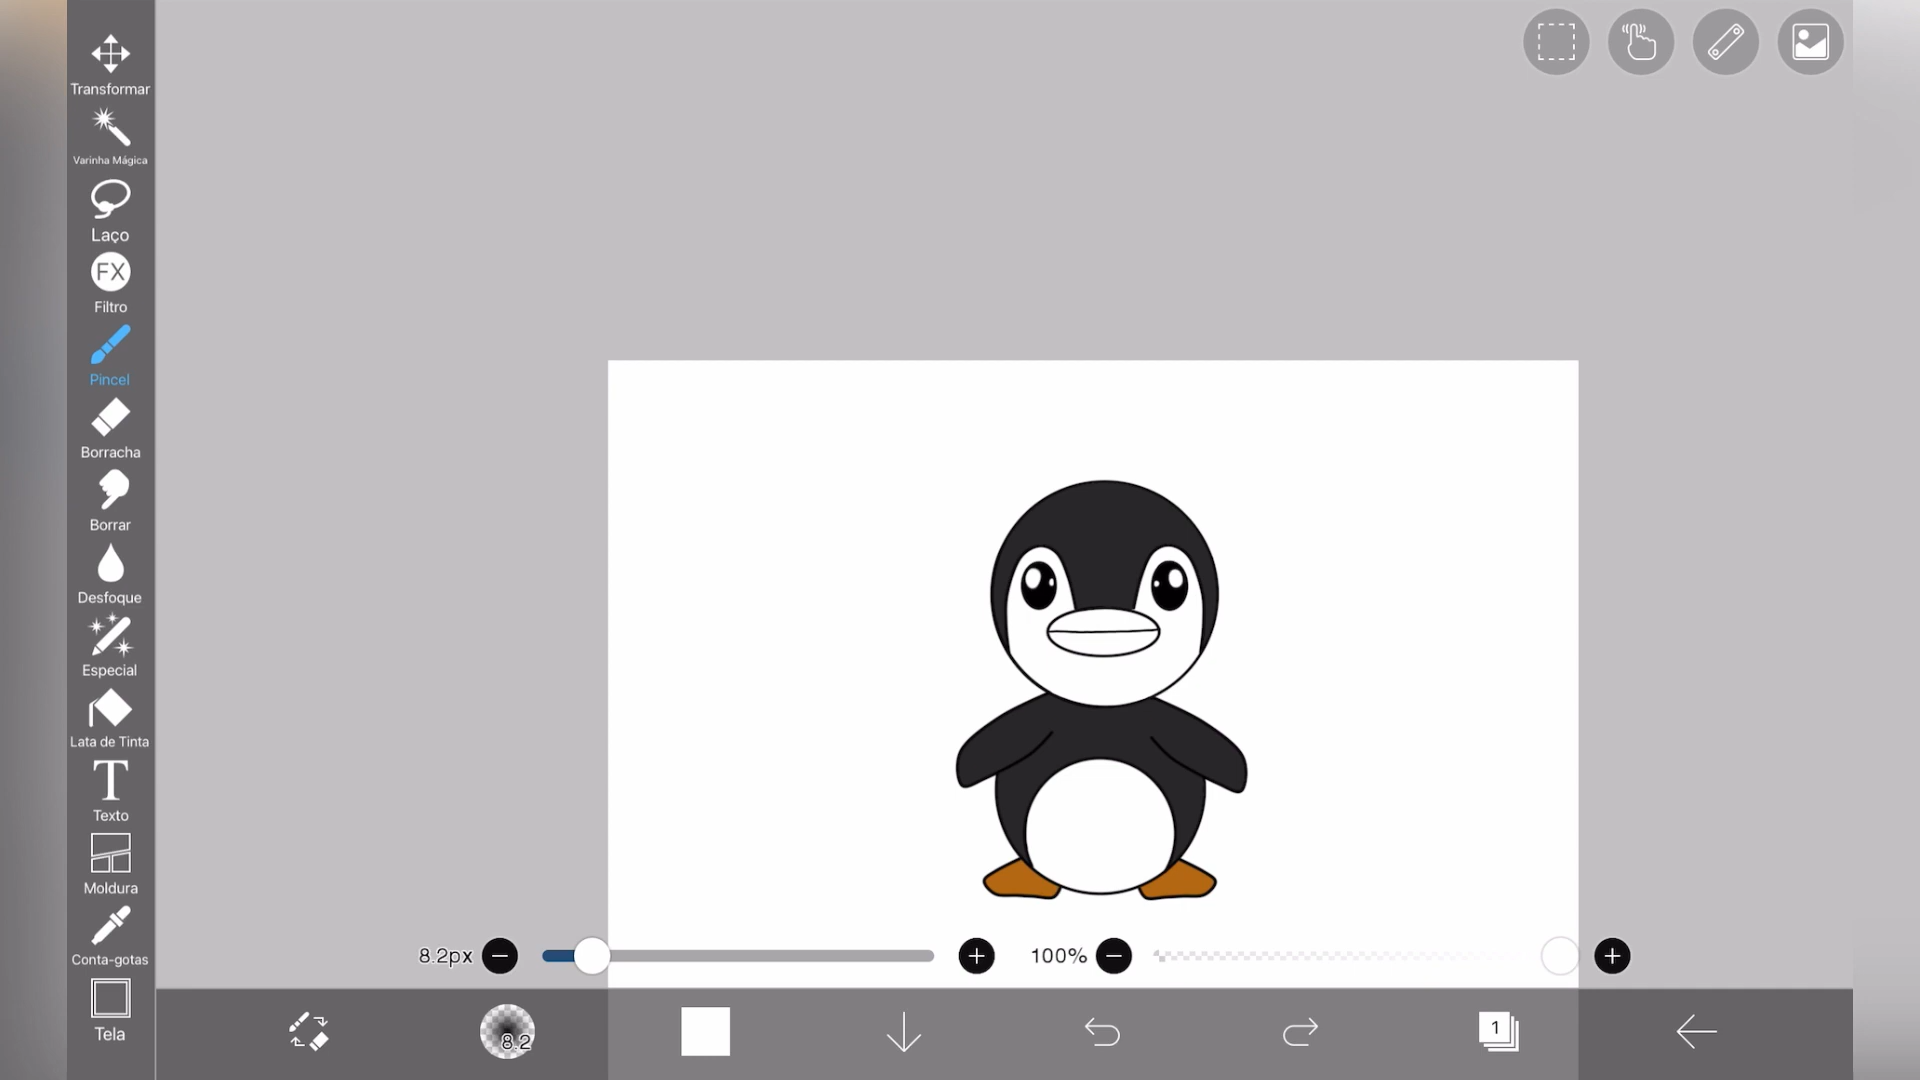 Transformar
Varinha Mágica
Laço
FX
Filtro
Pincel
Borracha
Borrar
Desfoque
Especial
Lata de Tinta
T
Texto
Moldura
Conta-gotas
Tela
8.2px
100%
8.2
1